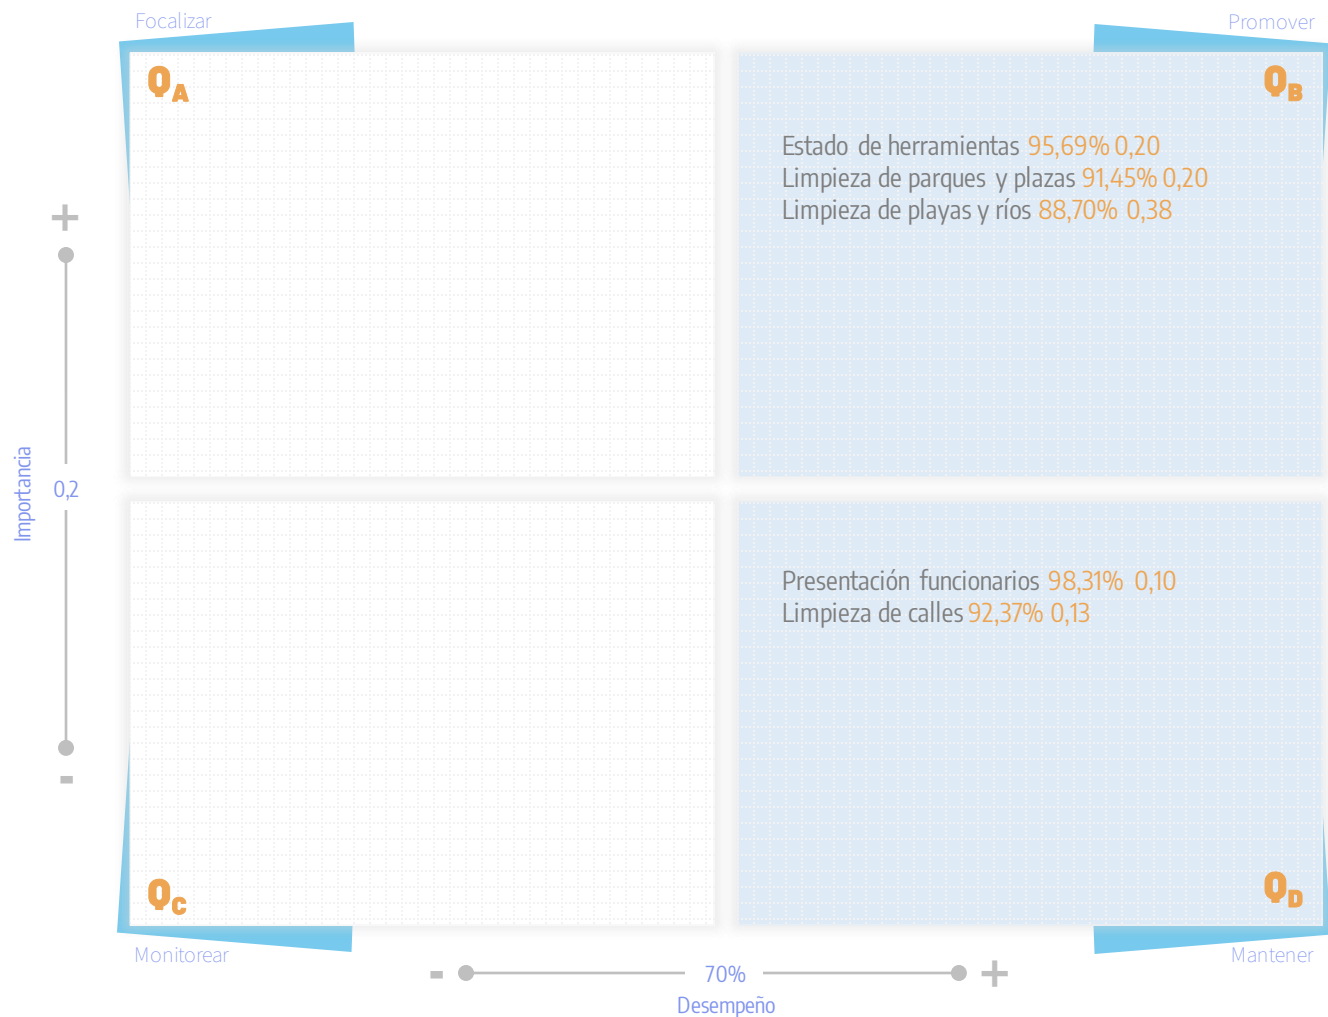 Focalizar
Promover
QA
QB
Estado de herramientas 95,69% 0,20
Limpieza de parques y plazas 91,45% 0,20
Limpieza de playas y ríos 88,70% 0,38
+
Importancia
0,2
-
Presentación funcionarios 98,31% 0,10
Limpieza de calles 92,37% 0,13
QC
QD
Monitorear
Mantener
- 70% +
Desempeño